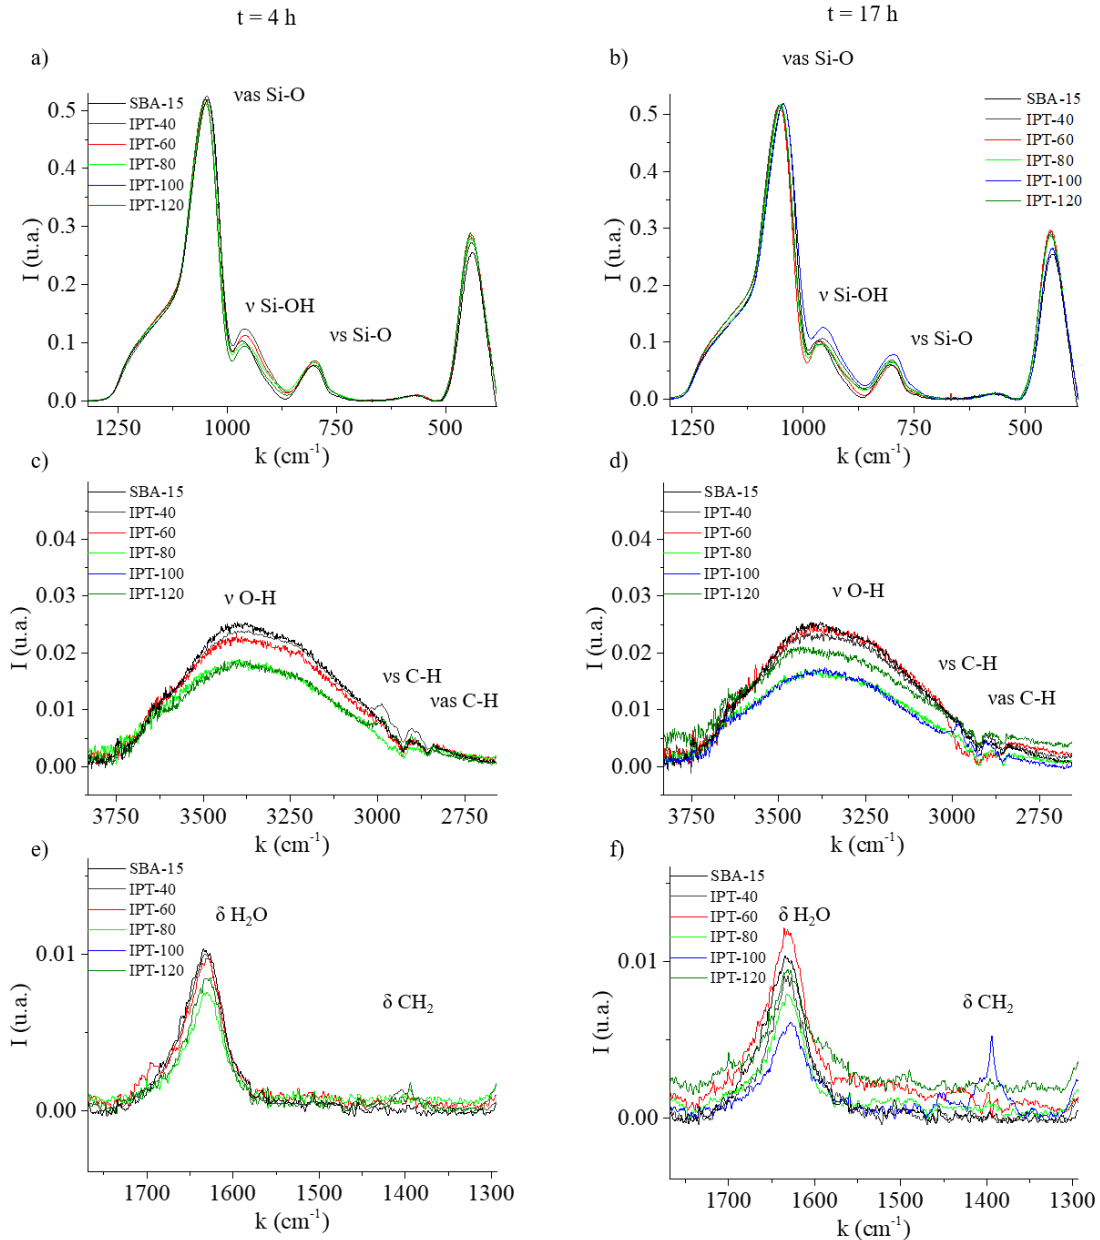 t = 4 h
t = 17 h
a)
νas Si-O
SBA-15
IPT-40
IPT-60
IPT-80
IPT-100
IPT-120
ν Si-OH
νs Si-O
0.5
0.4
0.3
0.2
0.1
0.0
I (u.a.)
1250
1000
750
500
k (cm⁻¹)
b)
νas Si-O
SBA-15
IPT-40
IPT-60
IPT-80
IPT-100
IPT-120
ν Si-OH
νs Si-O
0.5
0.4
0.3
0.2
0.1
0.0
I (u.a.)
1250
1000
750
500
k (cm⁻¹)
c)
SBA-15
IPT-40
IPT-60
IPT-80
IPT-100
IPT-120
ν O-H
νs C-H
νas C-H
0.04
0.03
0.02
0.01
0.00
I (u.a.)
3750
3500
3250
3000
2750
k (cm⁻¹)
d)
SBA-15
IPT-40
IPT-60
IPT-80
IPT-100
IPT-120
ν O-H
νs C-H
νas C-H
0.04
0.03
0.02
0.01
0.00
I (u.a.)
3750
3500
3250
3000
2750
k (cm⁻¹)
e)
SBA-15
IPT-40
IPT-60
IPT-80
IPT-100
IPT-120
δ H₂O
δ CH₂
0.01
0.00
I (u.a.)
1700
1600
1500
1400
1300
k (cm⁻¹)
f)
SBA-15
IPT-40
IPT-60
IPT-80
IPT-100
IPT-120
δ H₂O
δ CH₂
0.01
0.00
I (u.a.)
1700
1600
1500
1400
1300
k (cm⁻¹)